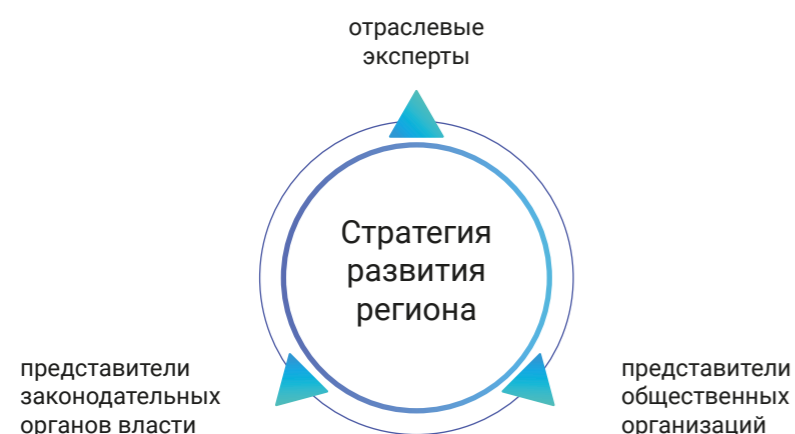 отраслевые
эксперты
Стратегия
развития
региона
представители
законодательных
органов власти
представители
общественных
организаций